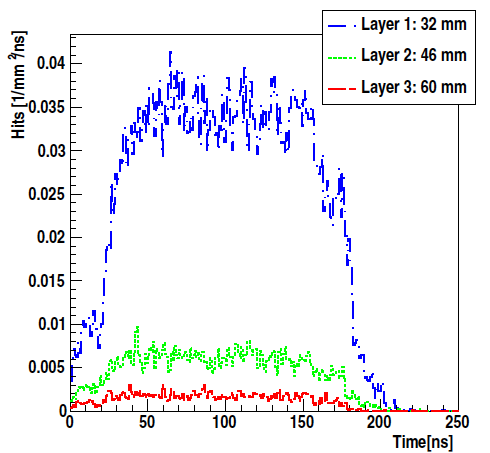 Layer 1: 32 mm
Layer 2: 46 mm
Layer 3: 60 mm
Hits [1/mm²/ns]
0.04
0.035
0.03
0.025
0.02
0.015
0.01
0.005
0
0 50 100 150 200 250
Time[ns]